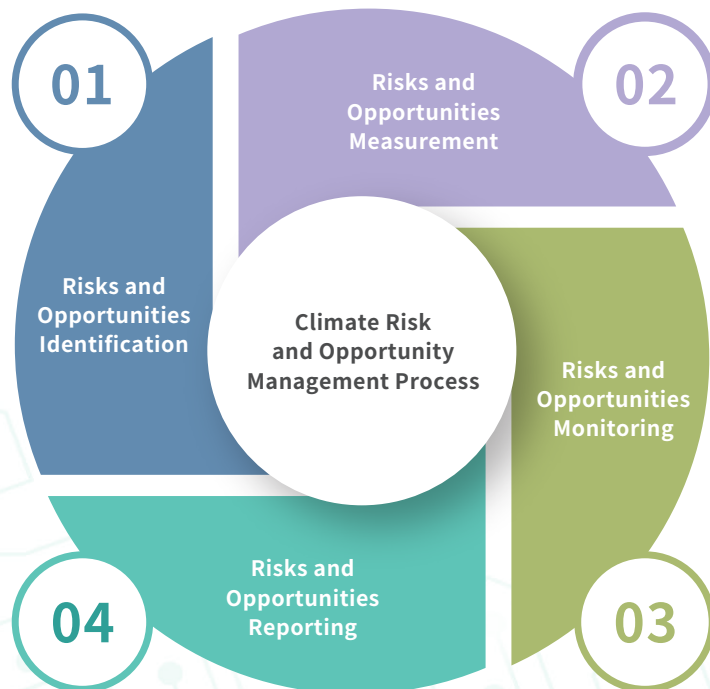 01
Risks and
Opportunities
Identification
02
Risks and
Opportunities
Measurement
03
Risks and
Opportunities
Monitoring
04
Risks and
Opportunities
Reporting
Climate Risk
and Opportunity
Management Process